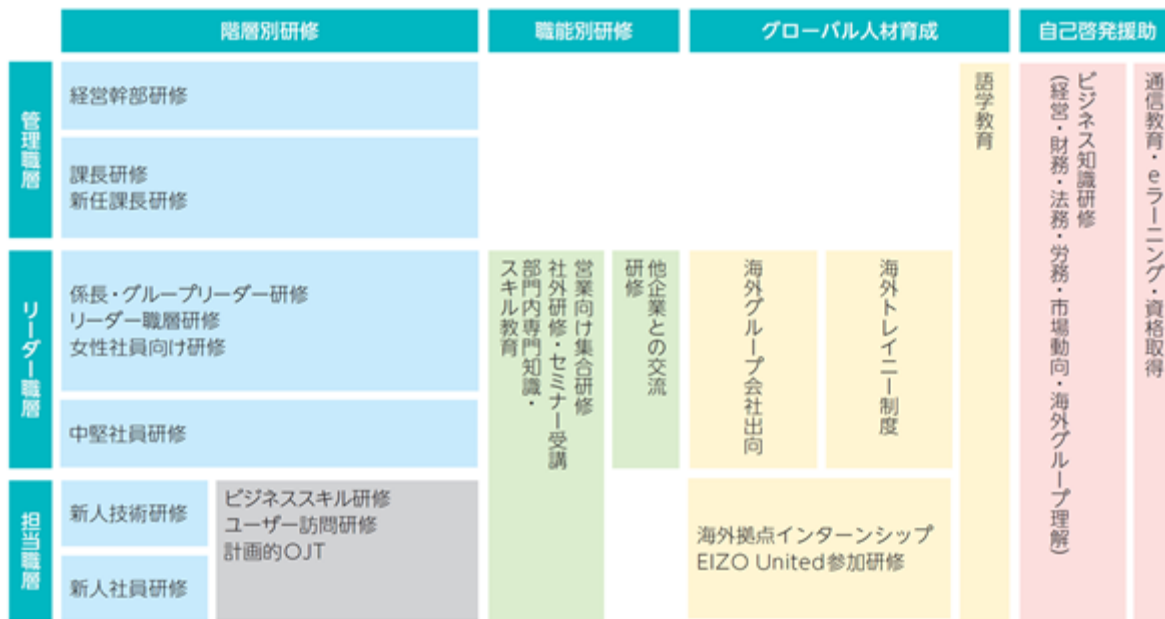 階層別研修
職能別研修
グローバル人材育成
自己啓発援助
管理職層
経営幹部研修
課長研修
新任課長研修
リーダー職層
係長・グループリーダー研修
リーダー職層研修
女性社員向け研修
中堅社員研修
担当職層
新人技術研修
新人社員研修
ビジネススキル研修
ユーザー訪問研修
計画的OJT
営業向け集合研修
社外研修・セミナー受講
部門内専門知識・
スキル教育
他企業との交流
研修
海外グループ会社出向
海外トレイニー制度
海外拠点インターンシップ
EIZO United参加研修
語学教育
ビジネス知識研修
(経営・財務・法務・労務・市場動向・海外グループ理解)
通信教育・eラーニング・資格取得